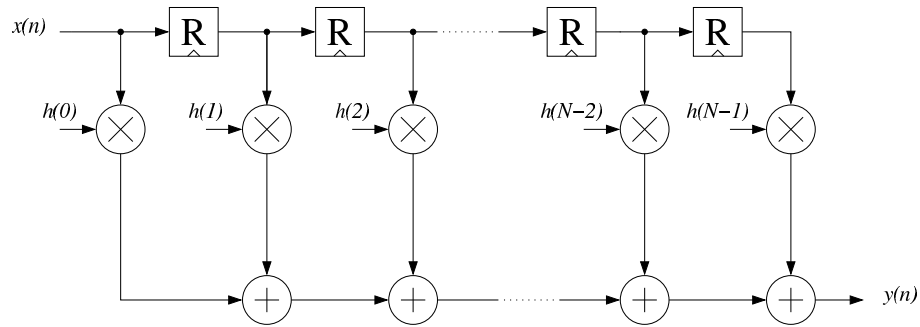 x(n) R R R R
h(0) h(1) h(2) h(N−2) h(N−1)
y(n)